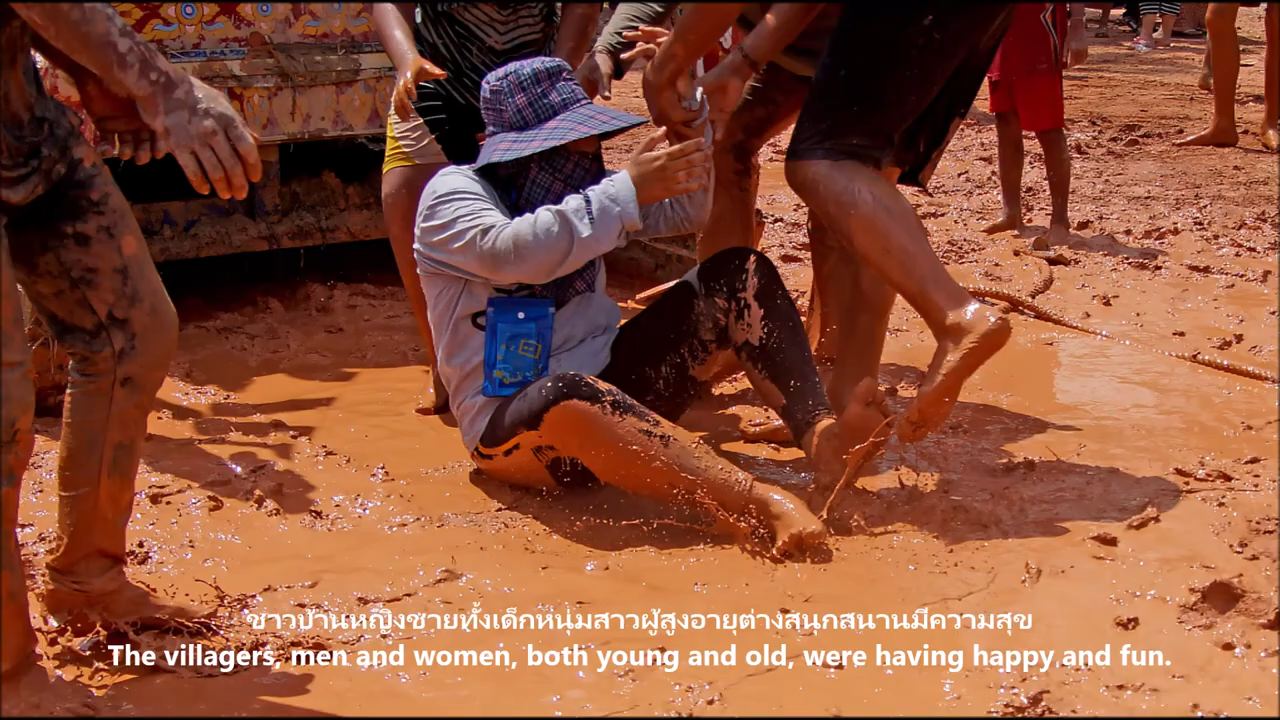 ชาวบ้านหญิงชายทั้งเด็กหนุ่มสาวผู้สูงอายุต่างสนุกสนานมีความสุข
The villagers, men and women, both young and old, were having happy and fun.